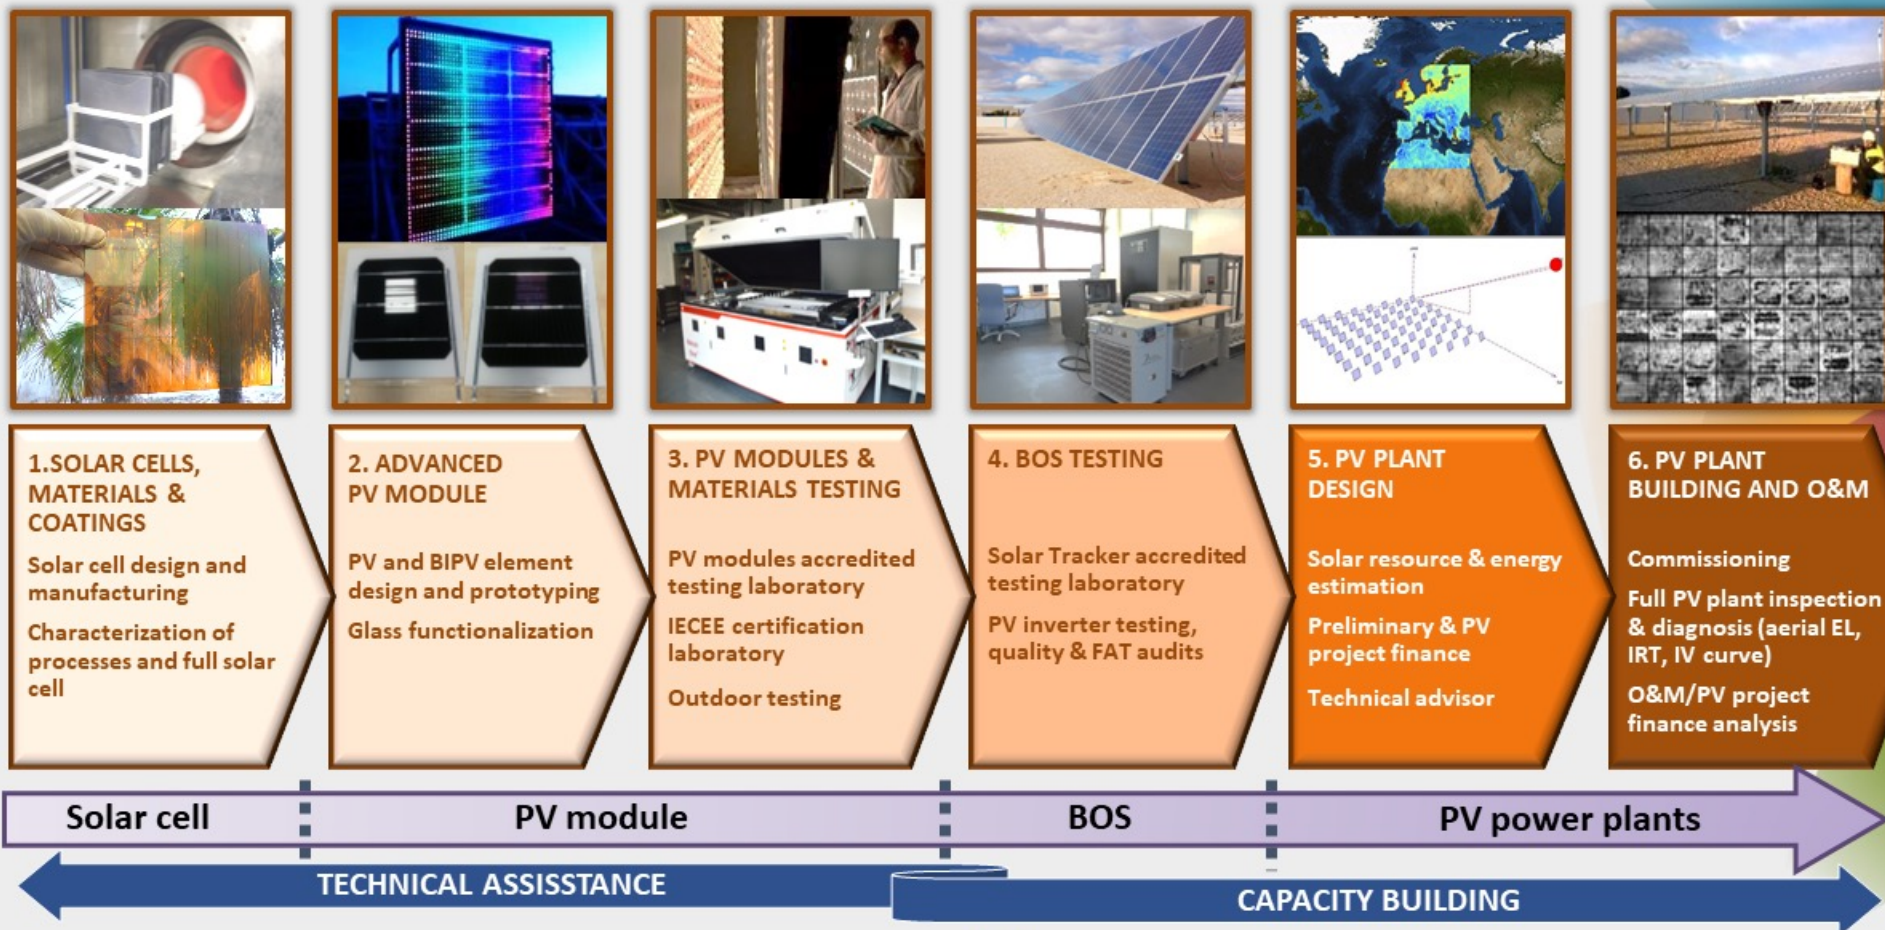 1.SOLAR CELLS,
MATERIALS &
COATINGS
Solar cell design and
manufacturing
Characterization of
processes and full solar
cell
2. ADVANCED
PV MODULE
PV and BIPV element
design and prototyping
Glass functionalization
3. PV MODULES &
MATERIALS TESTING
PV modules accredited
testing laboratory
IECEE certification
laboratory
Outdoor testing
4. BOS TESTING
Solar Tracker accredited
testing laboratory
PV inverter testing,
quality & FAT audits
5. PV PLANT
DESIGN
Solar resource & energy
estimation
Preliminary & PV
project finance
Technical advisor
6. PV PLANT
BUILDING AND O&M
Commissioning
Full PV plant inspection
& diagnosis (aerial EL,
IRT, IV curve)
O&M/PV project
finance analysis
Solar cell
PV module
BOS
PV power plants
TECHNICAL ASSISSTANCE
CAPACITY BUILDING